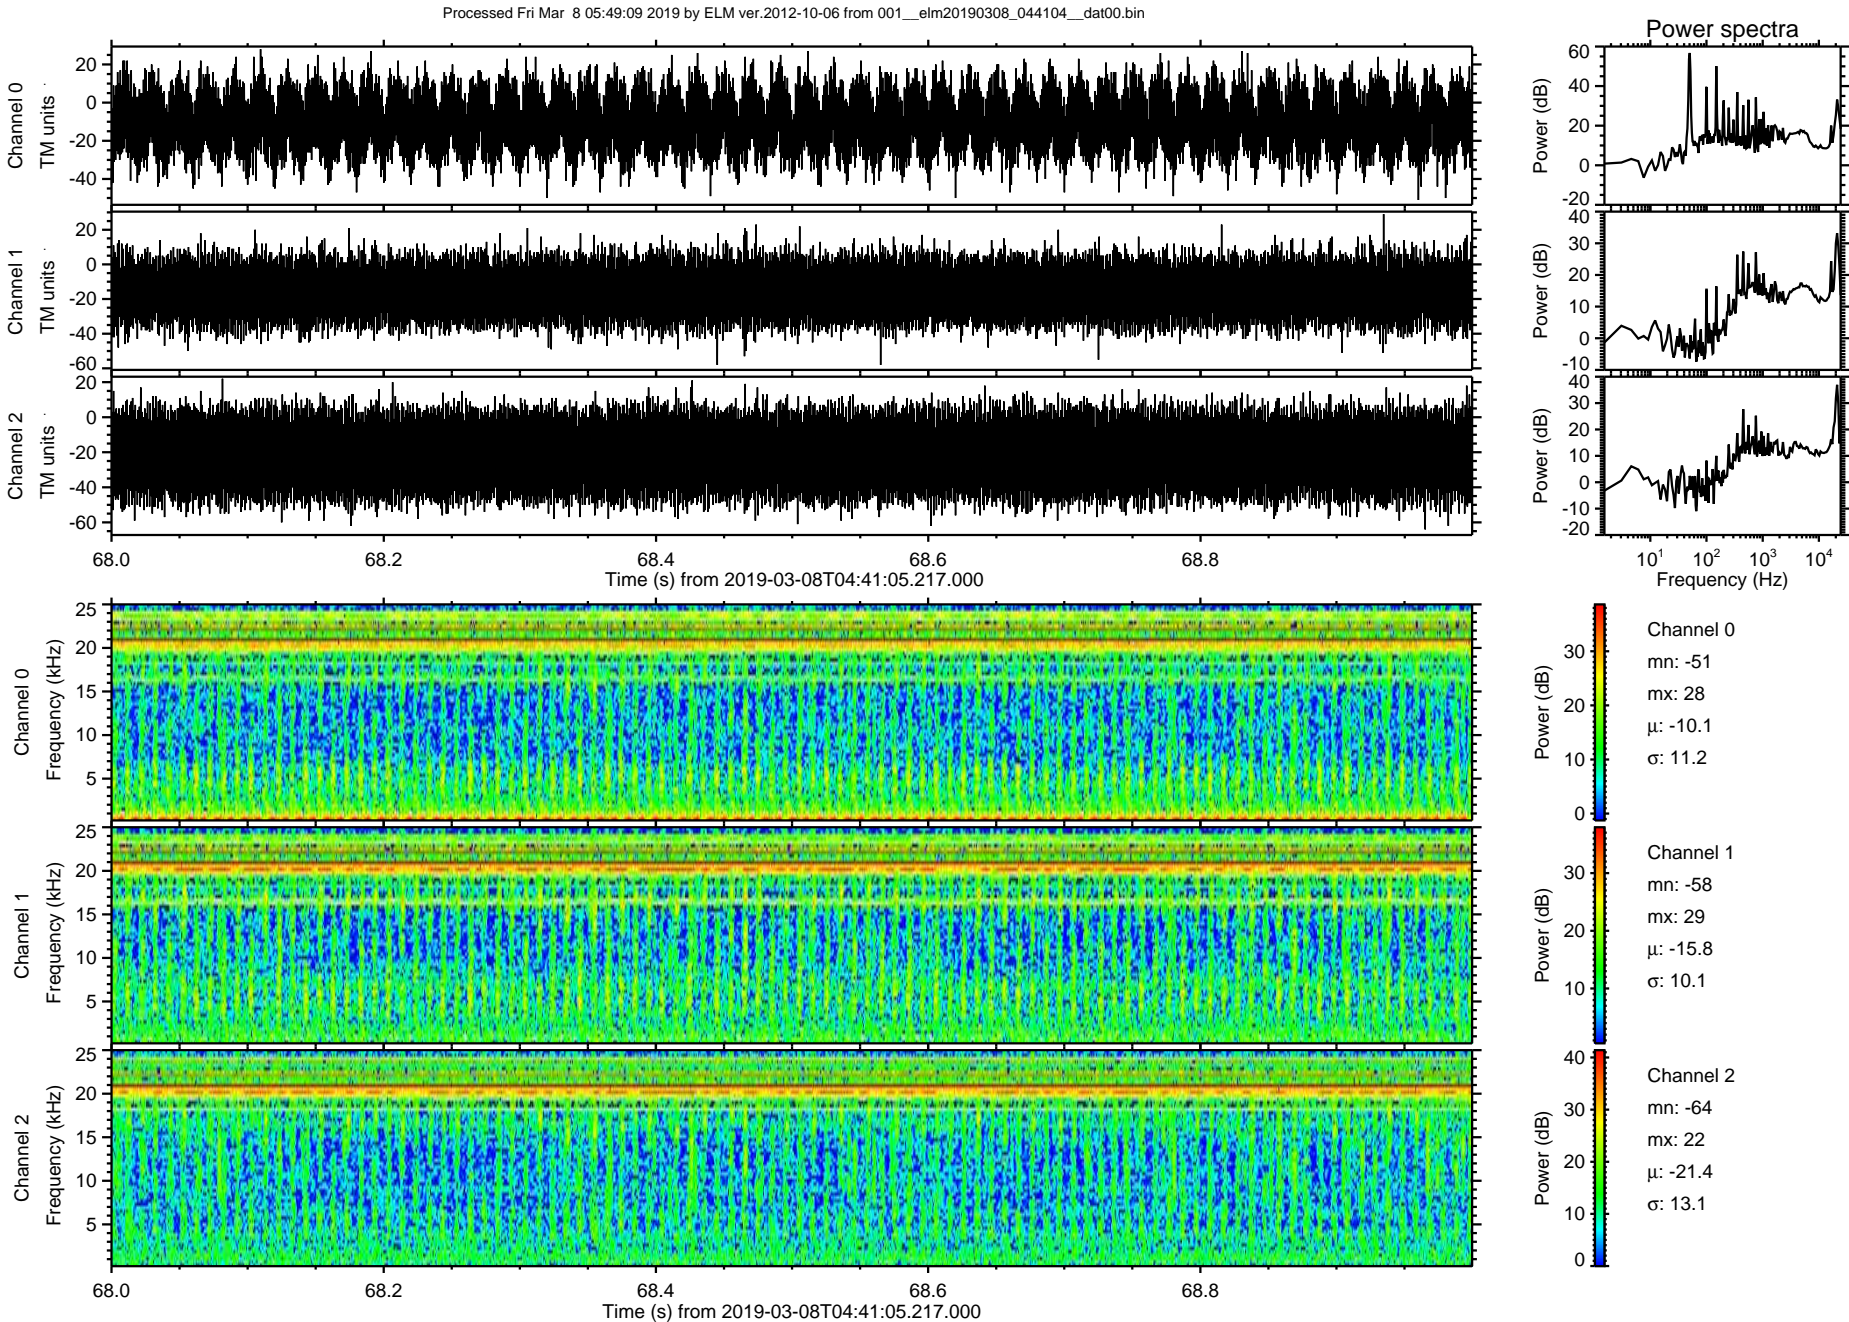 Processed Fri Mar  8 05:49:09 2019 by ELM ver.2012-10-06 from 001__elm20190308_044104__dat00.bin
Power spectra
Channel 0
TM units
20
0
-20
-40
Power (dB)
60
40
20
0
-20
Channel 1
TM units
20
0
-20
-40
-60
Power (dB)
40
30
20
10
0
-10
Channel 2
TM units
20
0
-20
-40
-60
Power (dB)
40
30
20
10
0
-10
-20
68.0 68.2 68.4 68.6 68.8
Time (s) from 2019-03-08T04:41:05.217.000
10^1 10^2 10^3 10^4
Frequency (Hz)
Channel 0
Frequency (kHz)
25
20
15
10
5
Power (dB)
30
20
10
0
Channel 0
mn: -51
mx: 28
μ: -10.1
σ: 11.2
Channel 1
Frequency (kHz)
25
20
15
10
5
Power (dB)
30
20
10
Channel 1
mn: -58
mx: 29
μ: -15.8
σ: 10.1
Channel 2
Frequency (kHz)
25
20
15
10
5
Power (dB)
40
30
20
10
0
Channel 2
mn: -64
mx: 22
μ: -21.4
σ: 13.1
68.0 68.2 68.4 68.6 68.8
Time (s) from 2019-03-08T04:41:05.217.000